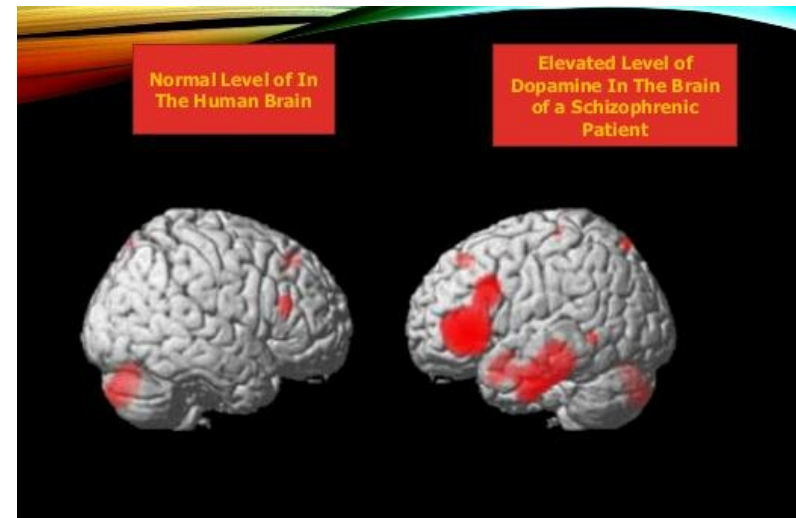 Normal Level of In
The Human Brain
Elevated Level of
Dopamine In The Brain
of a Schizophrenic
Patient